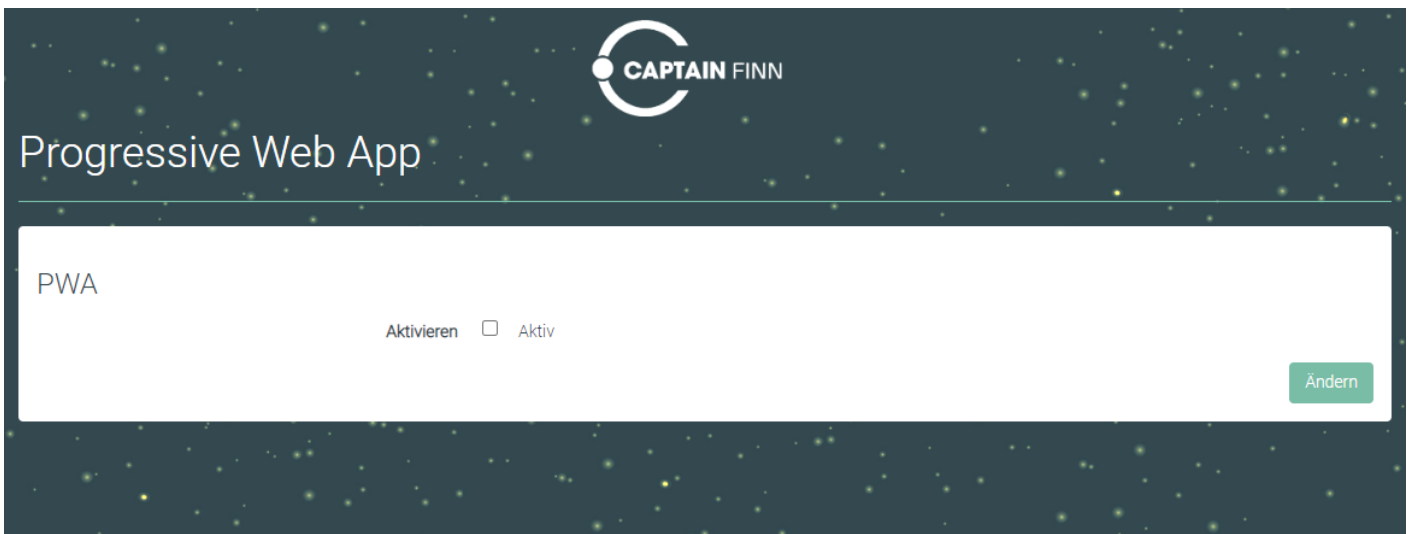 CAPTAIN FINN
Progressive Web App
PWA
Aktivieren Aktiv
Ändern